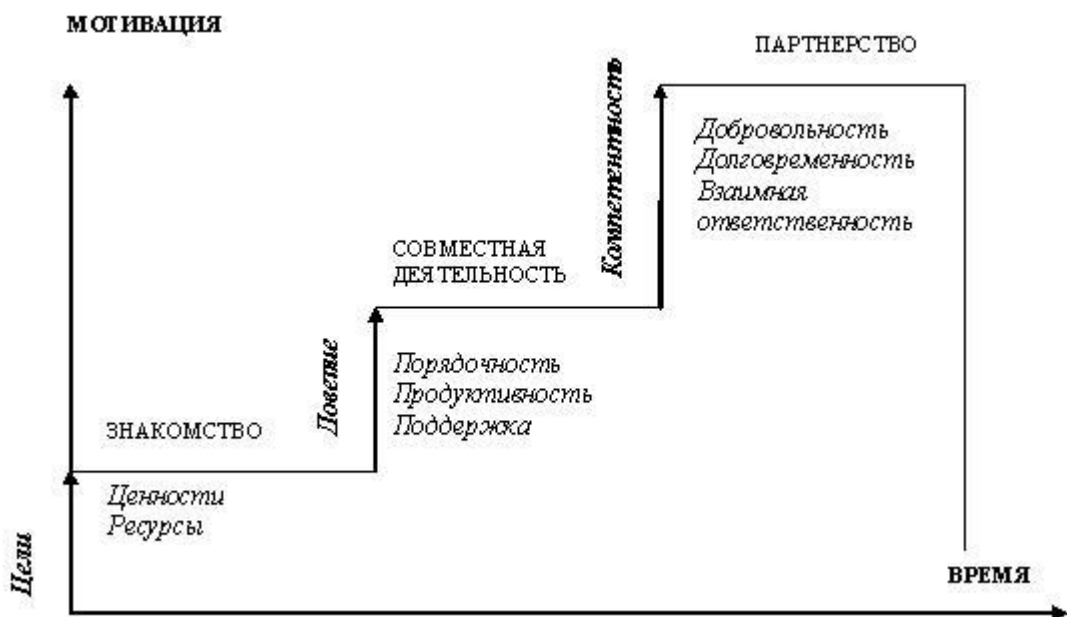 МОТИВАЦИЯ
ПАРТНЕРСТВО
Компетентность
Добровольность
Долговременность
Взаимная
ответственность
СОВМЕСТНАЯ
ДЕЯТЕЛЬНОСТЬ
Доверие
Порядочность
Продуктивность
Поддержка
ЗНАКОМСТВО
Ценности
Ресурсы
Цели
ВРЕМЯ